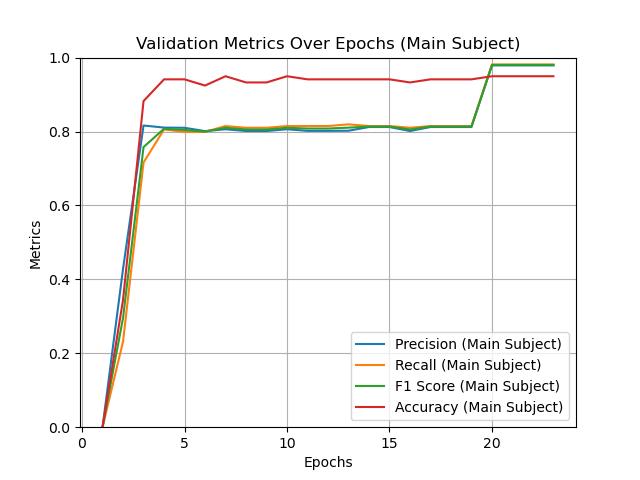 Validation Metrics Over Epochs (Main Subject)
1.0
0.8
0.6
0.4
0.2
0.0
Metrics
0 5 10 15 20
Epochs
Precision (Main Subject)
Recall (Main Subject)
F1 Score (Main Subject)
Accuracy (Main Subject)